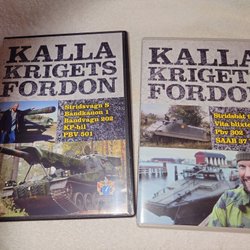 KALLA
KRIGETS
FORDON
Stridsvagn S
Bandkanon 1
Bandvagn 202
KP-bil
PBV 301
KALLA
KRIGETS
FORDON
Stridsbåt
Vita blixten
Pbv 302
SAAB 37